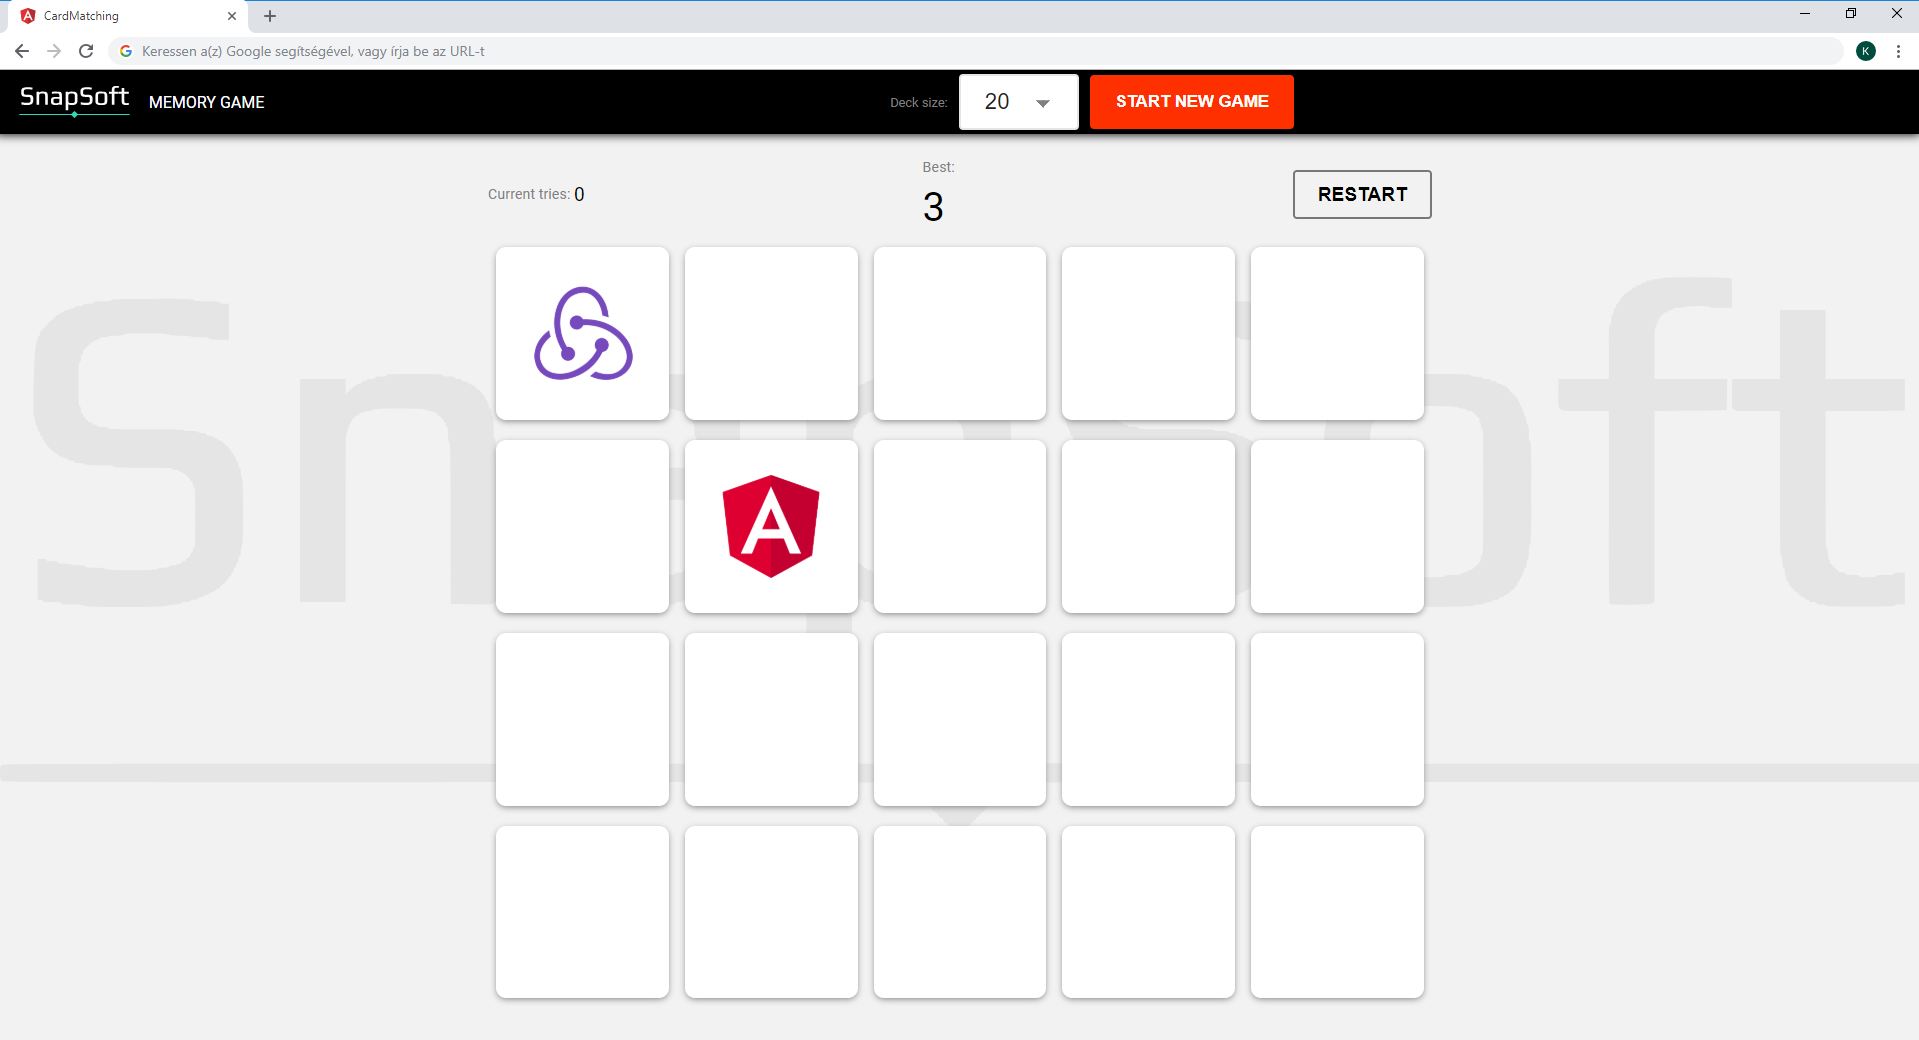 CardMatching
Keressen a(z) Google segítségével, vagy írja be az URL-t
K
SnapSoft
MEMORY GAME
Deck size:
20
START NEW GAME
Current tries: 0
Best:
3
RESTART
SnapSoft
A